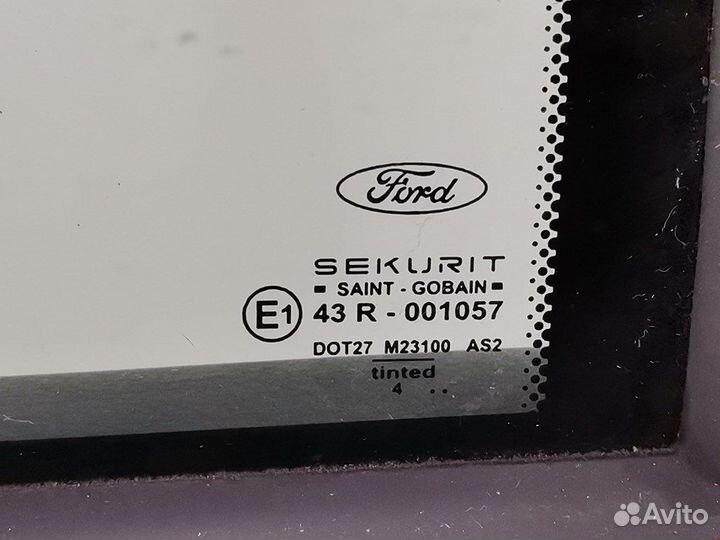 Ford
SEKURIT
SAINT - GOBAIN
E1 43 R - 001057
DOT27 M23100 AS2
tinted
4 ..
Avito